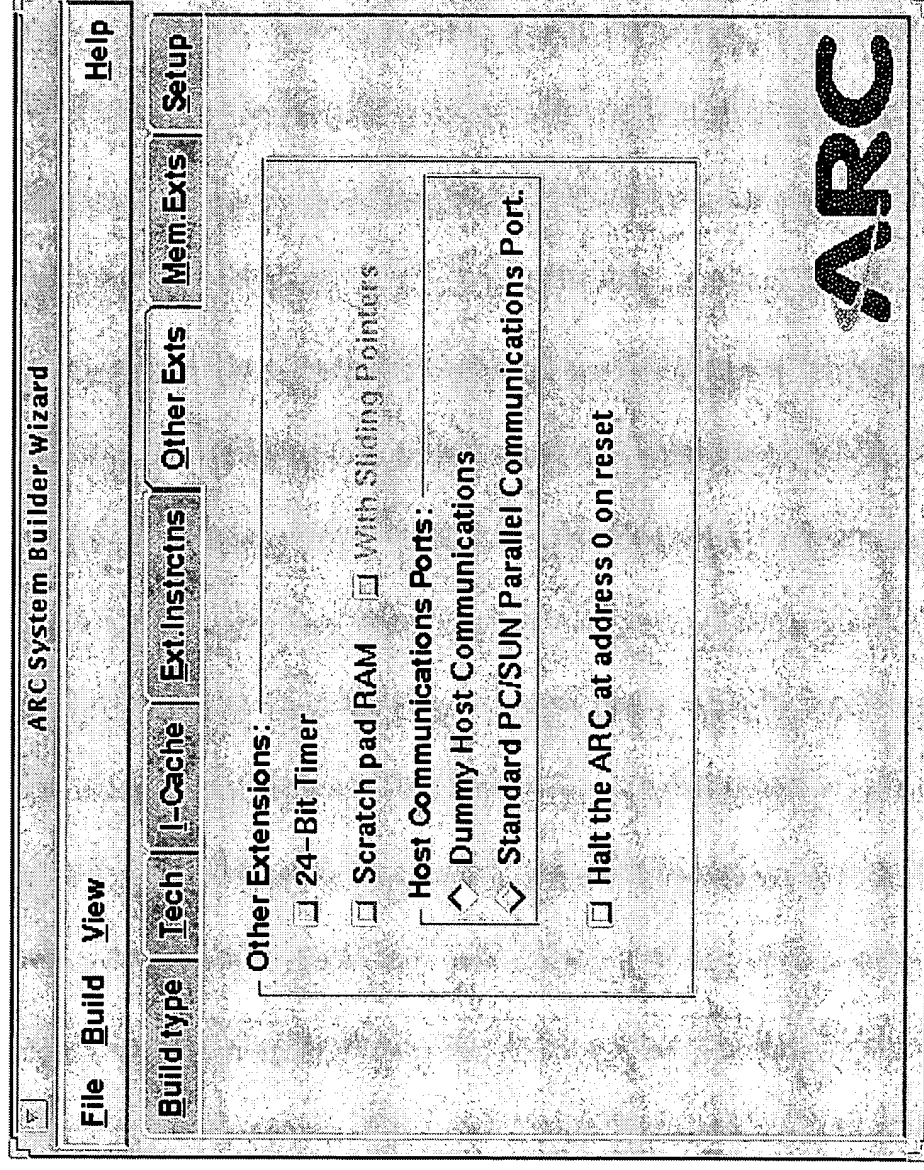 ARC System Builder Wizard
File Build View Help
Build type Tech I-Cache Ext.Instrctns Other Exts Mem.Exts Setup
Other Extensions:
24-Bit Timer
Scratch pad RAM With Sliding Pointers
Host Communications Ports:
Dummy Host Communications
Standard PC/SUN Parallel Communications Port.
Halt the ARC at address 0 on reset
ARC